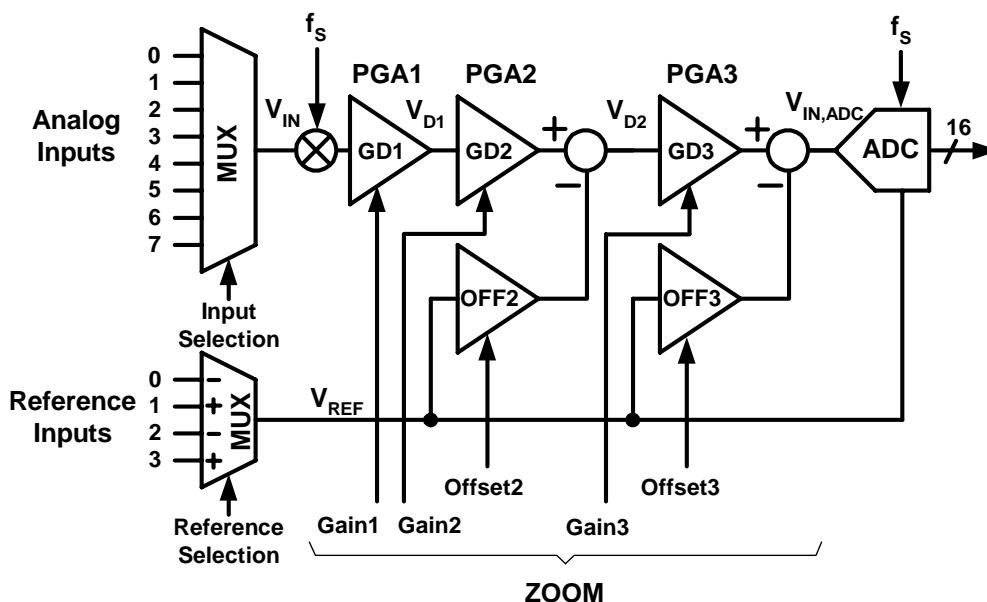 f_S
f_S
PGA1 PGA2 PGA3
0
1
2
3
4
5
6
7
Analog
Inputs
MUX
V_IN
V_D1
V_D2
V_IN,ADC
GD1
GD2
GD3
+
−
+
−
ADC
16
OFF2
OFF3
Input
Selection
Reference
Inputs
0 −
1 +
2 −
3 +
MUX
V_REF
Offset2
Offset3
Reference
Selection
Gain1 Gain2 Gain3
ZOOM